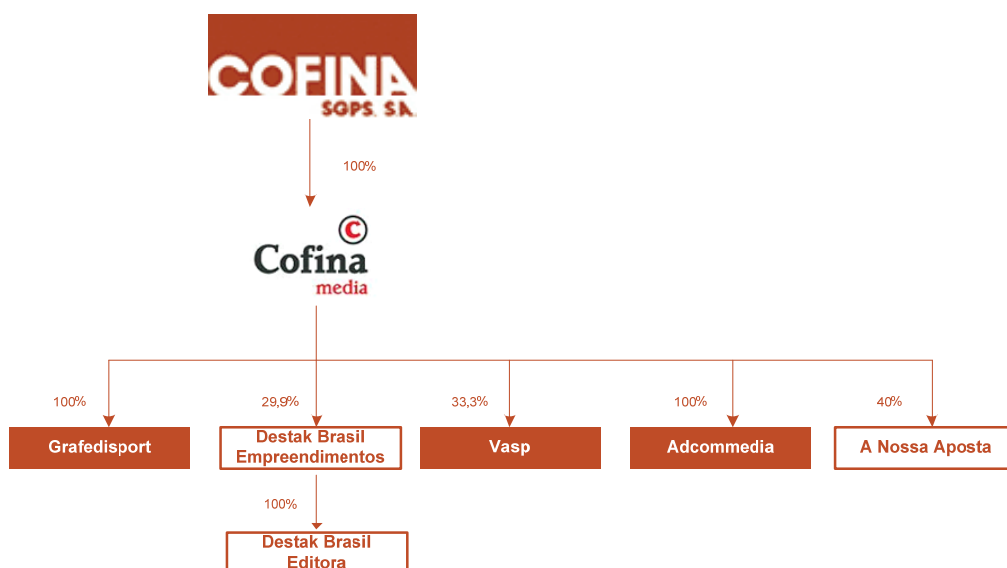 COFINA
SGPS, S.A.
100%
C
Cofina
media
100%
29,9%
33,3%
100%
40%
Grafedisport
Destak Brasil
Empreendimentos
Vasp
Adcommedia
A Nossa Aposta
100%
Destak Brasil
Editora